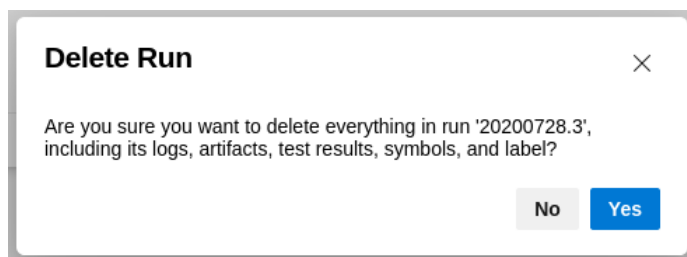 Delete Run
Are you sure you want to delete everything in run '20200728.3',
including its logs, artifacts, test results, symbols, and label?
No Yes